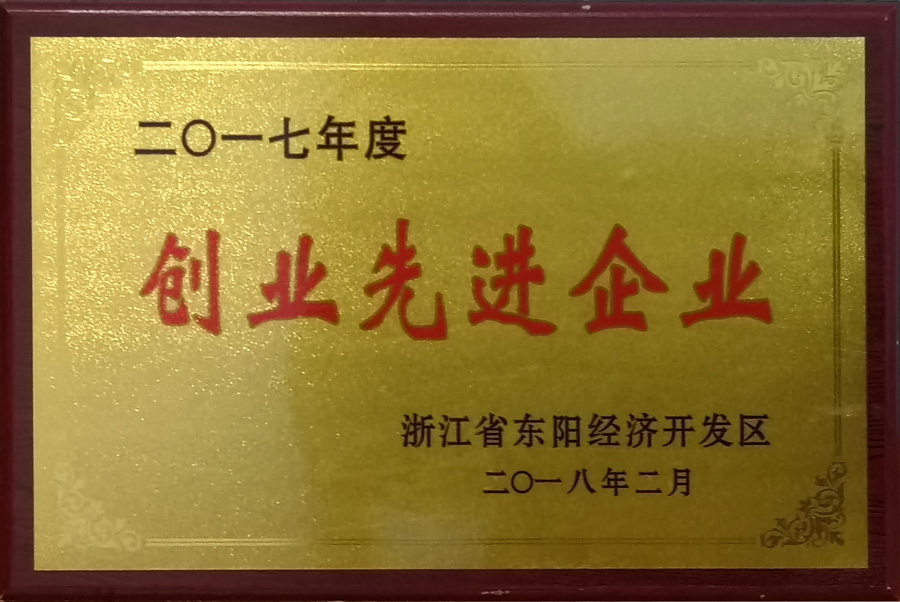 二〇一七年度
创业先进企业
浙江省东阳经济开发区
二〇一八年二月